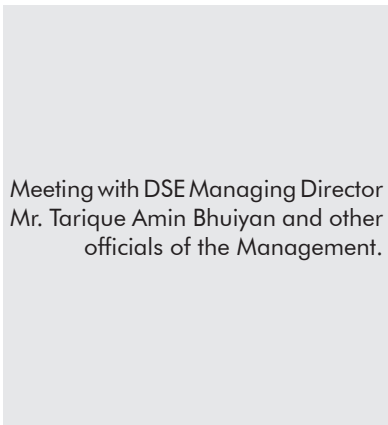 Meeting with DSE Managing Director
Mr. Tarique Amin Bhuiyan and other
officials of the Management.